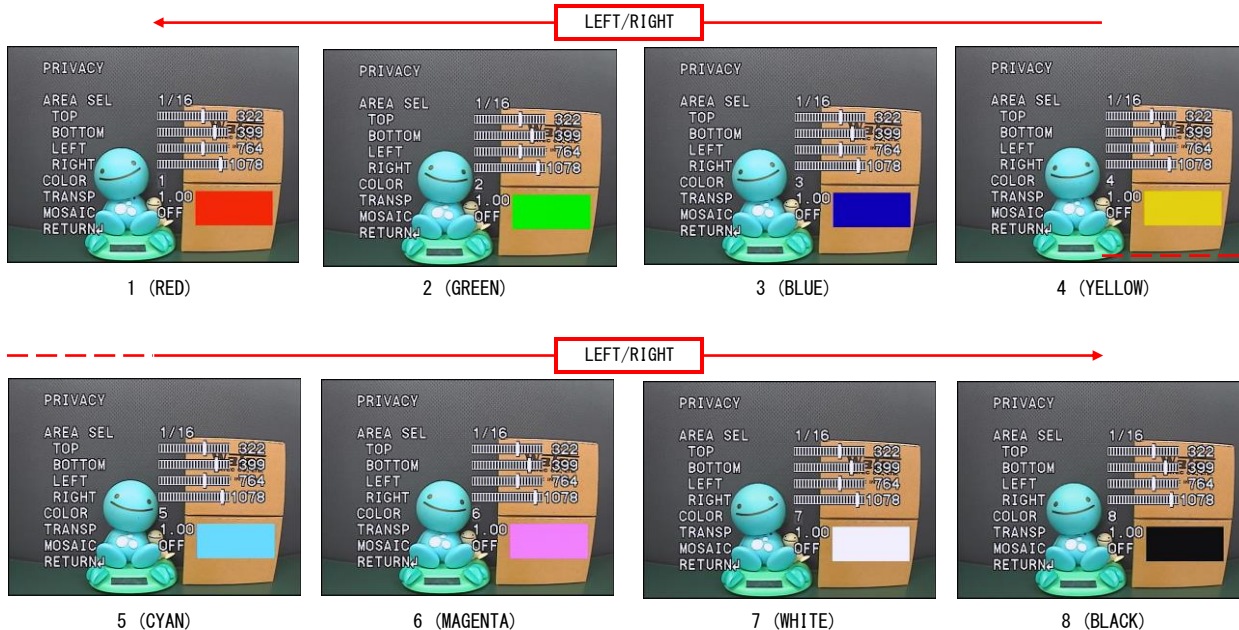 LEFT/RIGHT
PRIVACY
AREA SEL 1/16
TOP 322
BOTTOM 399
LEFT 764
RIGHT 1078
COLOR 1
TRANSP 1.00
MOSAIC OFF
RETURN↲
1 (RED)
PRIVACY
AREA SEL 1/16
TOP 322
BOTTOM 399
LEFT 764
RIGHT 1078
COLOR 2
TRANSP 1.00
MOSAIC OFF
RETURN↲
2 (GREEN)
PRIVACY
AREA SEL 1/16
TOP 322
BOTTOM 399
LEFT 764
RIGHT 1078
COLOR 3
TRANSP 1.00
MOSAIC OFF
RETURN↲
3 (BLUE)
PRIVACY
AREA SEL 1/16
TOP 322
BOTTOM 399
LEFT 764
RIGHT 1078
COLOR 4
TRANSP 1.00
MOSAIC OFF
RETURN↲
4 (YELLOW)
LEFT/RIGHT
PRIVACY
AREA SEL 1/16
TOP 322
BOTTOM 399
LEFT 764
RIGHT 1078
COLOR 5
TRANSP 1.00
MOSAIC OFF
RETURN↲
5 (CYAN)
PRIVACY
AREA SEL 1/16
TOP 322
BOTTOM 399
LEFT 764
RIGHT 1078
COLOR 6
TRANSP 1.00
MOSAIC OFF
RETURN↲
6 (MAGENTA)
PRIVACY
AREA SEL 1/16
TOP 322
BOTTOM 399
LEFT 764
RIGHT 1078
COLOR 7
TRANSP 1.00
MOSAIC OFF
RETURN↲
7 (WHITE)
PRIVACY
AREA SEL 1/16
TOP 322
BOTTOM 399
LEFT 764
RIGHT 1078
COLOR 8
TRANSP 1.00
MOSAIC OFF
RETURN↲
8 (BLACK)